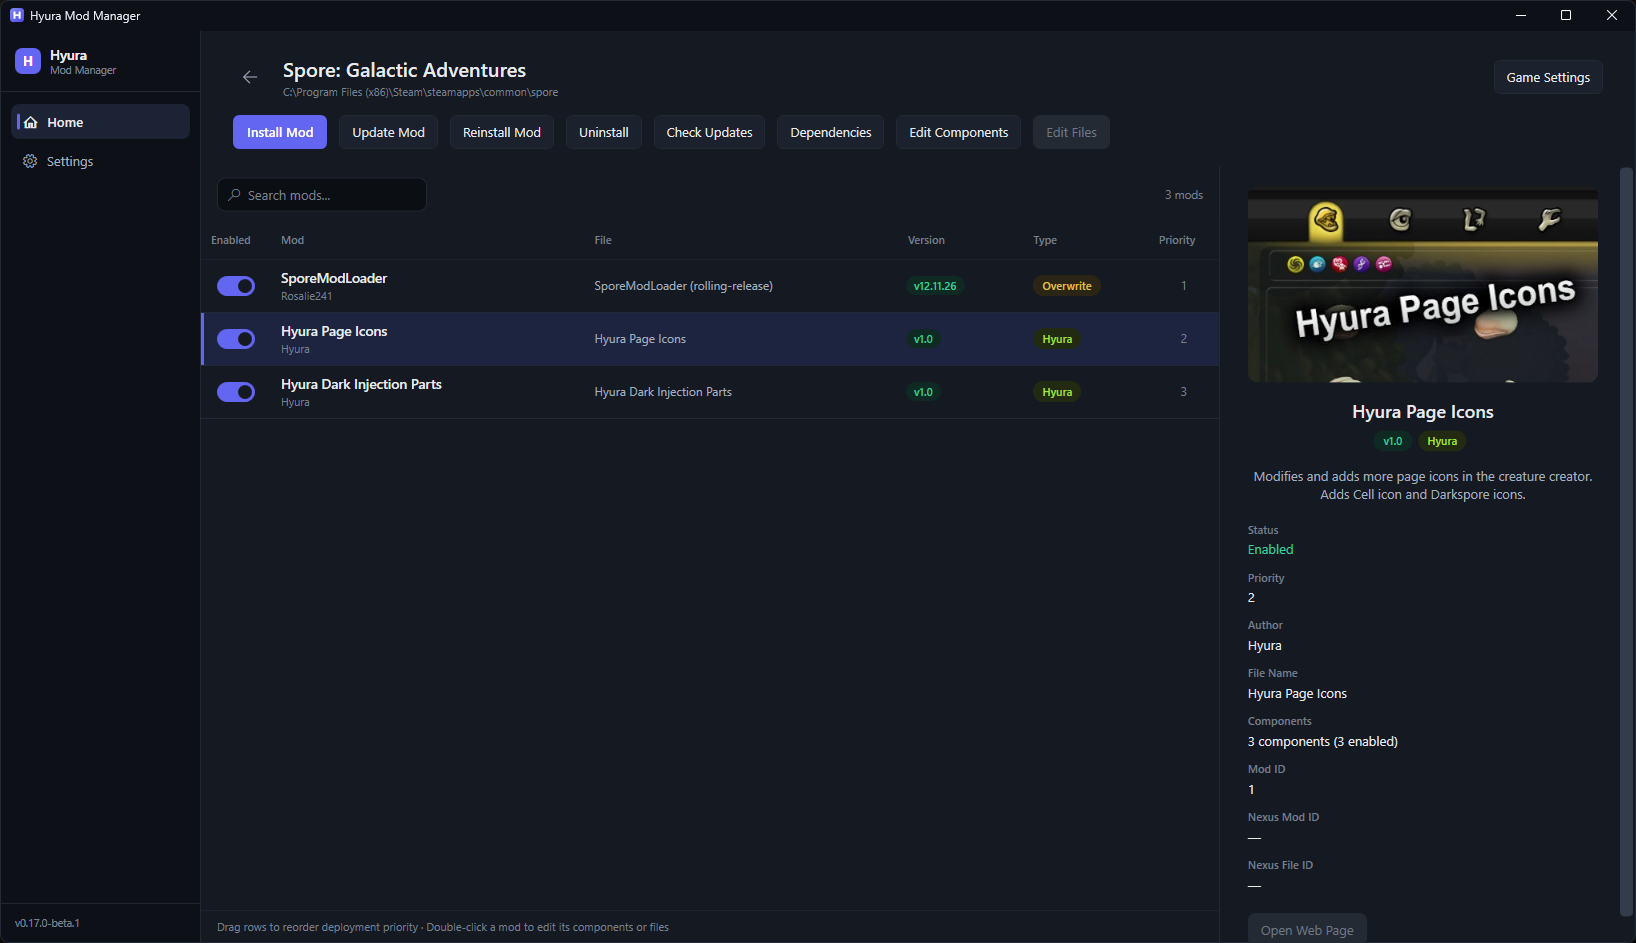 Hyura Mod Manager
H
Hyura
Mod Manager
Home
Settings
v0.17.0-beta.1
Spore: Galactic Adventures
C:\Program Files (x86)\Steam\steamapps\common\spore
Game Settings
Install Mod
Update Mod
Reinstall Mod
Uninstall
Check Updates
Dependencies
Edit Components
Edit Files
Search mods...
3 mods
Enabled Mod File Version Type Priority
SporeModLoader
Rosalie241
SporeModLoader (rolling-release)
v12.11.26
Overwrite
1
Hyura Page Icons
Hyura
Hyura Page Icons
v1.0
Hyura
2
Hyura Dark Injection Parts
Hyura
Hyura Dark Injection Parts
v1.0
Hyura
3
Drag rows to reorder deployment priority · Double-click a mod to edit its components or files
Hyura Page Icons
Hyura Page Icons
v1.0
Hyura
Modifies and adds more page icons in the creature creator.
Adds Cell icon and Darkspore icons.
Status
Enabled
Priority
2
Author
Hyura
File Name
Hyura Page Icons
Components
3 components (3 enabled)
Mod ID
1
Nexus Mod ID
—
Nexus File ID
—
Open Web Page